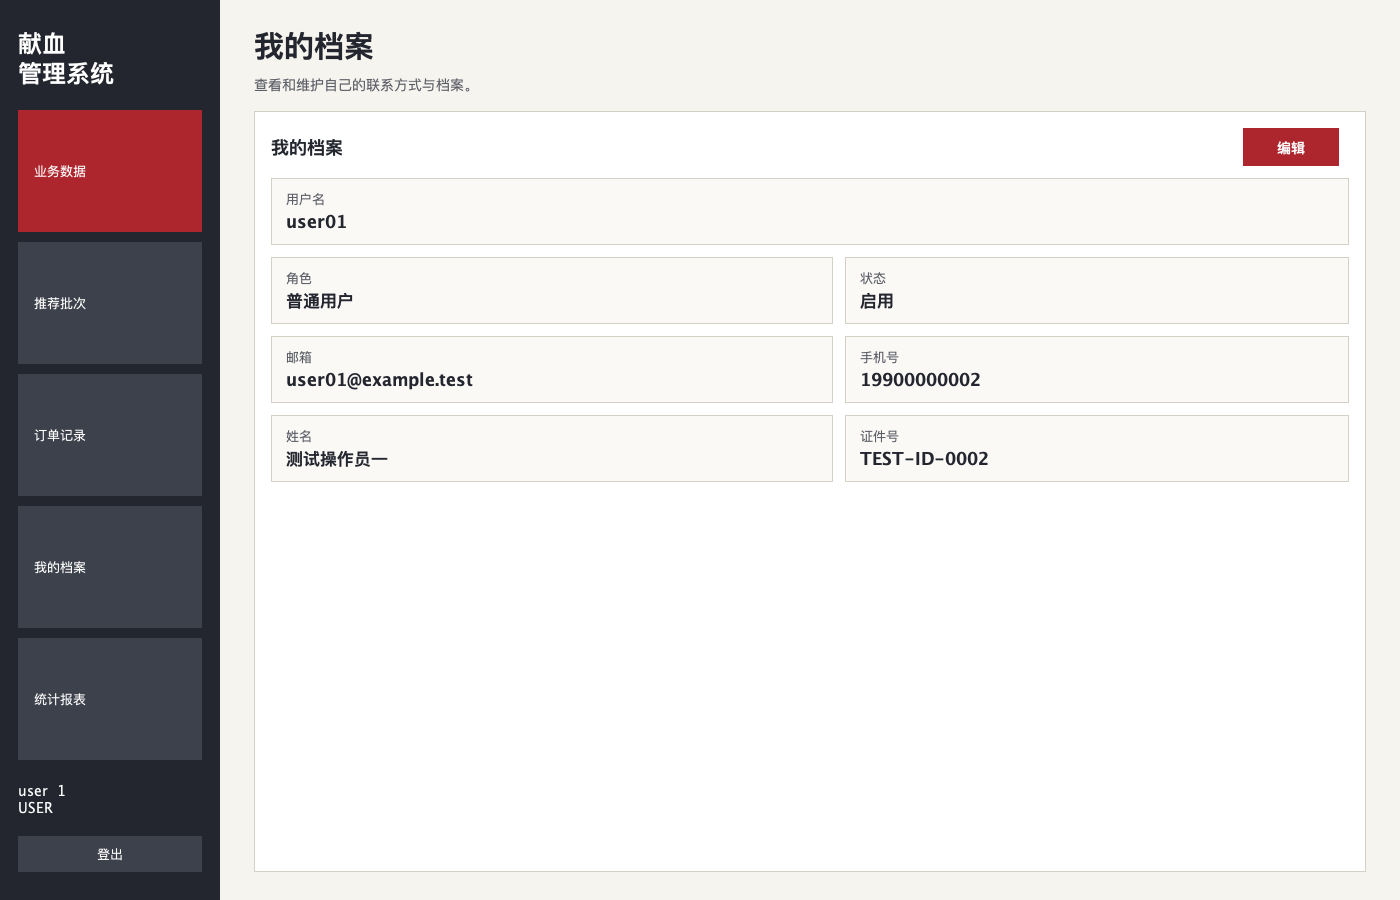 献血
管理系统
业务数据
推荐批次
订单记录
我的档案
统计报表
user 1
USER
登出
我的档案
查看和维护自己的联系方式与档案。
我的档案
编辑
用户名
user01
角色
普通用户
状态
启用
邮箱
user01@example.test
手机号
19900000002
姓名
测试操作员一
证件号
TEST-ID-0002